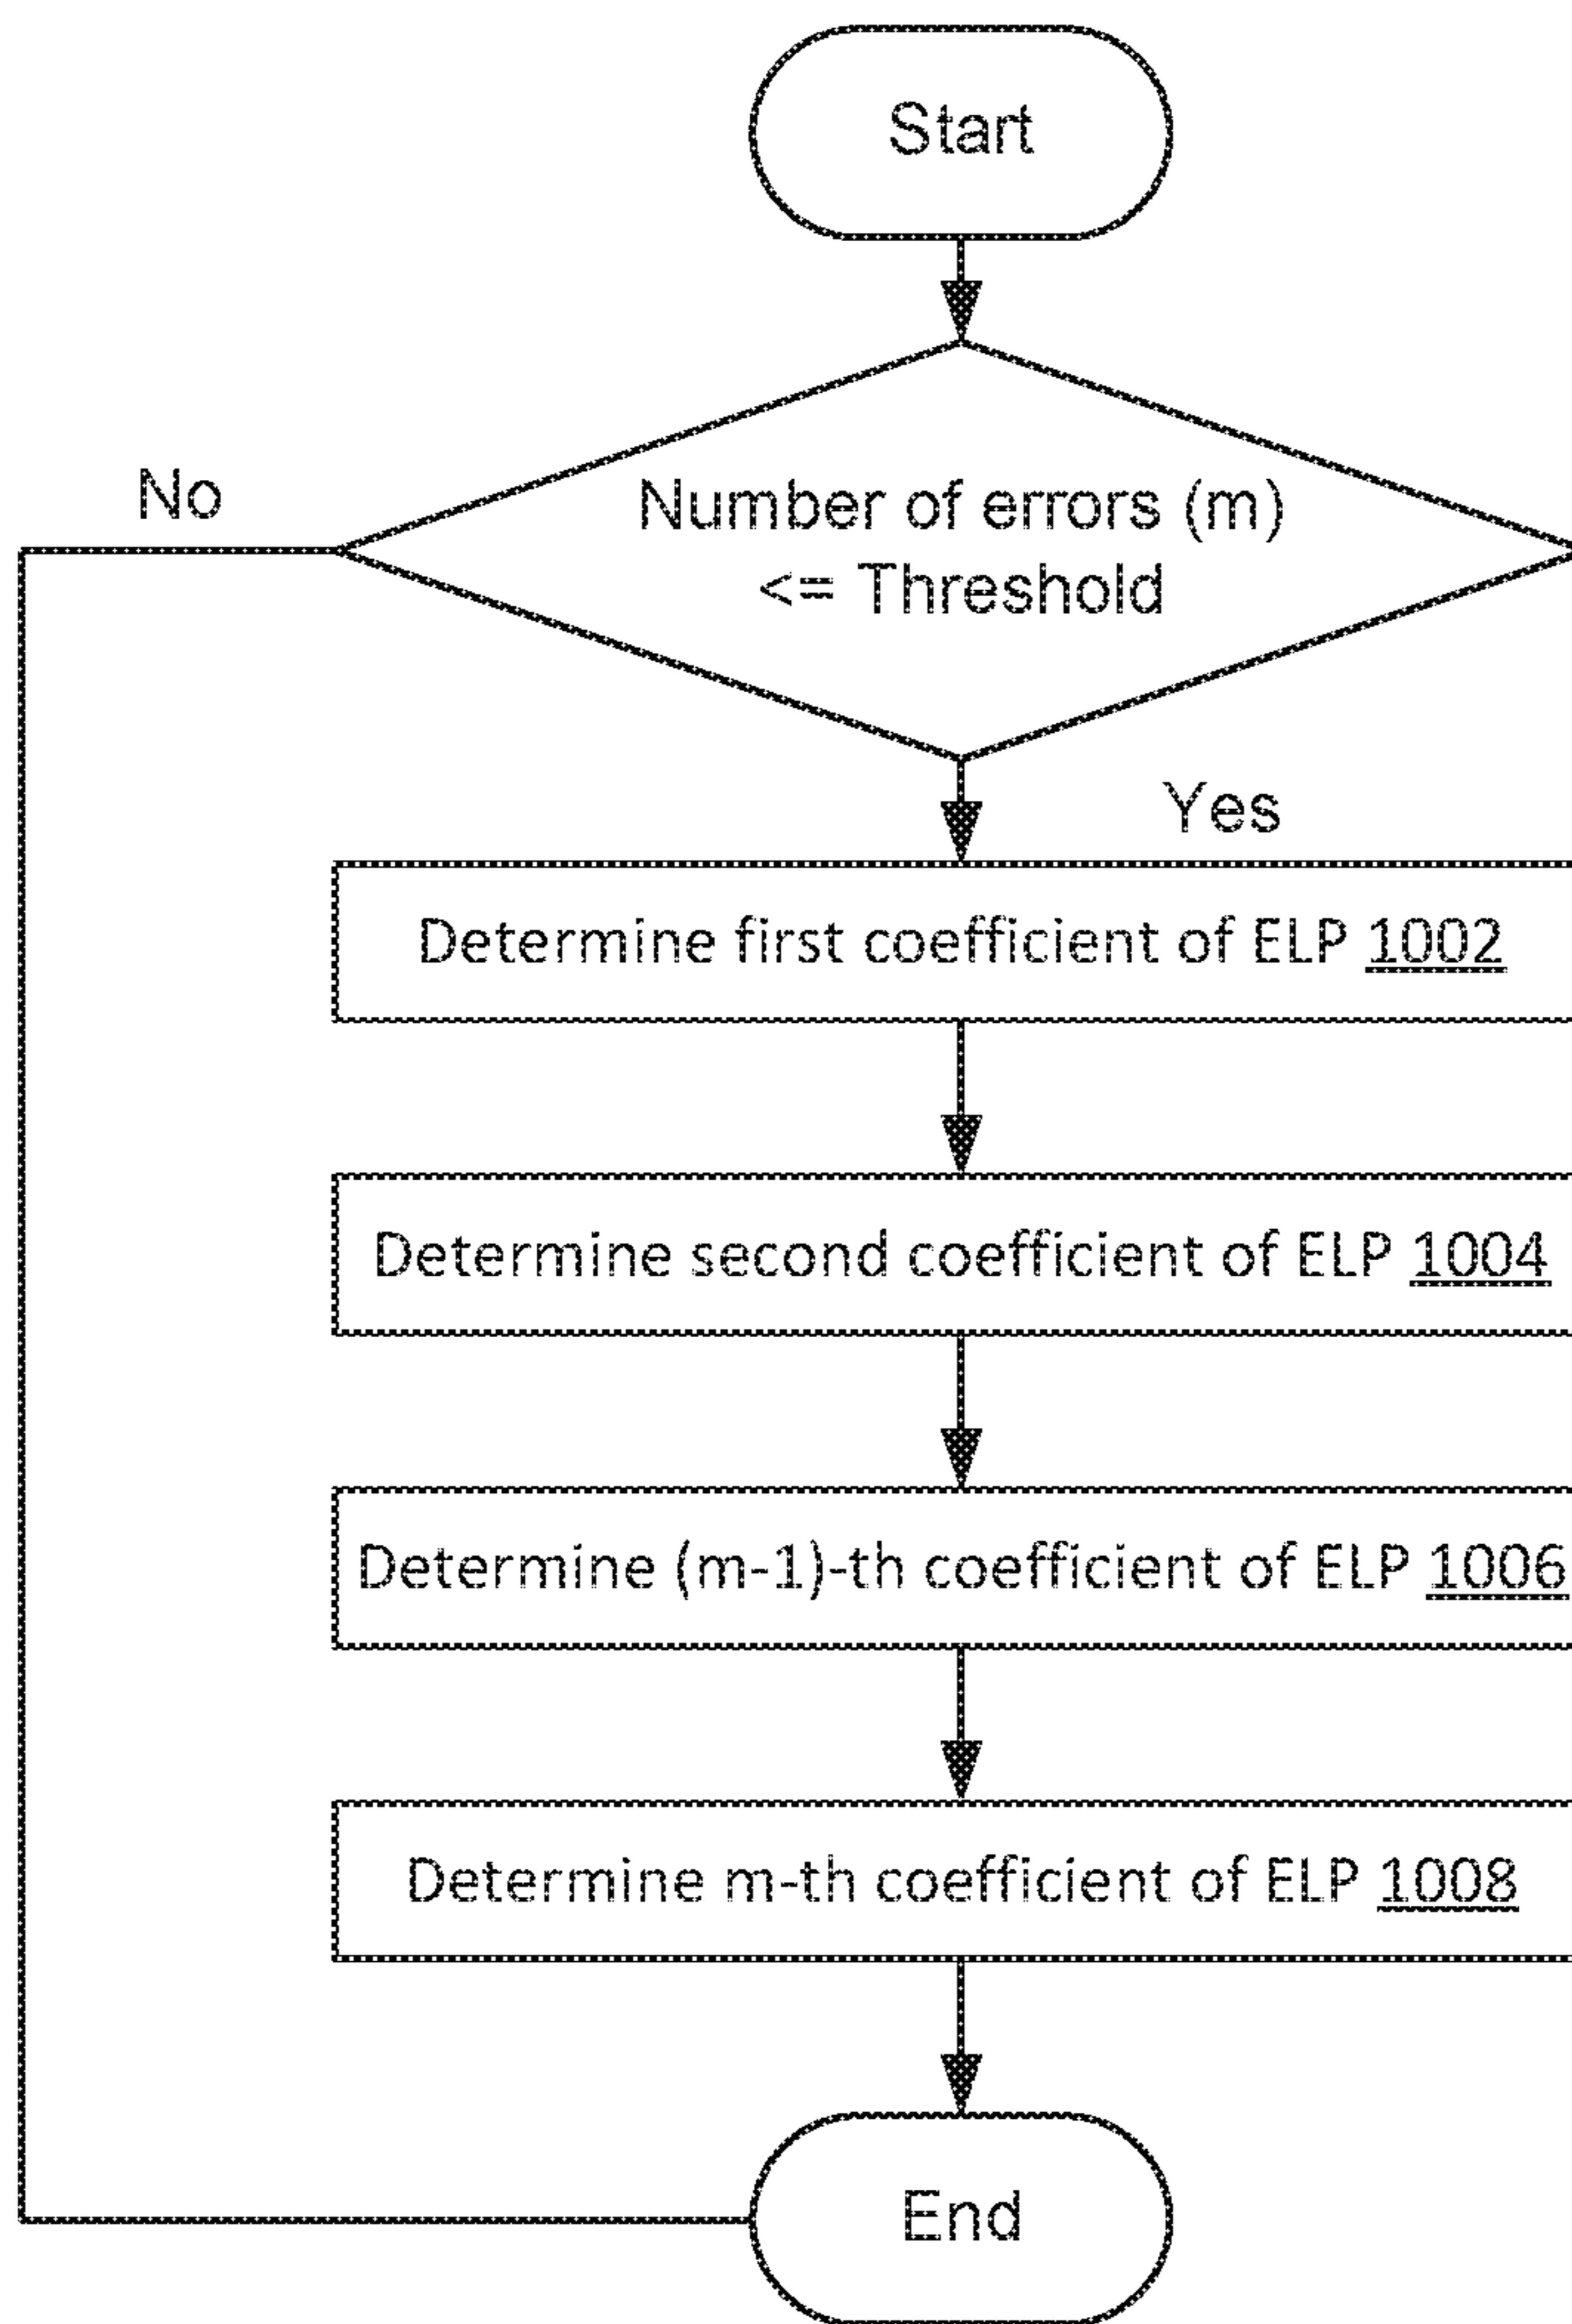 Start
Number of errors (m)
<= Threshold
No
Yes
Determine first coefficient of ELP 1002
Determine second coefficient of ELP 1004
Determine (m-1)-th coefficient of ELP 1006
Determine m-th coefficient of ELP 1008
End